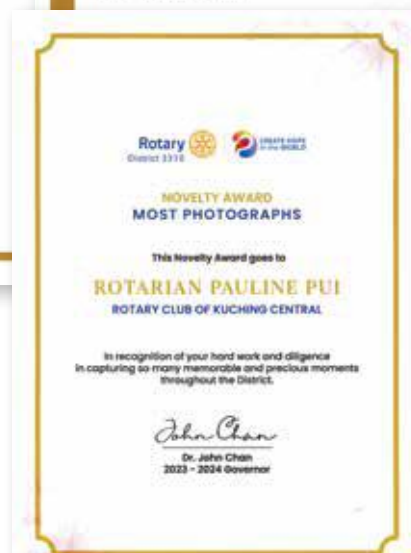 Rotary
District 3310
CREATE HOPE
in the WORLD
NOVELTY AWARD
MOST PHOTOGRAPHS
This Novelty Award goes to
ROTARIAN PAULINE PUI
ROTARY CLUB OF KUCHING CENTRAL
In recognition of your hard work and diligence
in capturing so many memorable and precious moments
throughout the District.
John Chan
Dr. John Chan
2023 - 2024 Governor